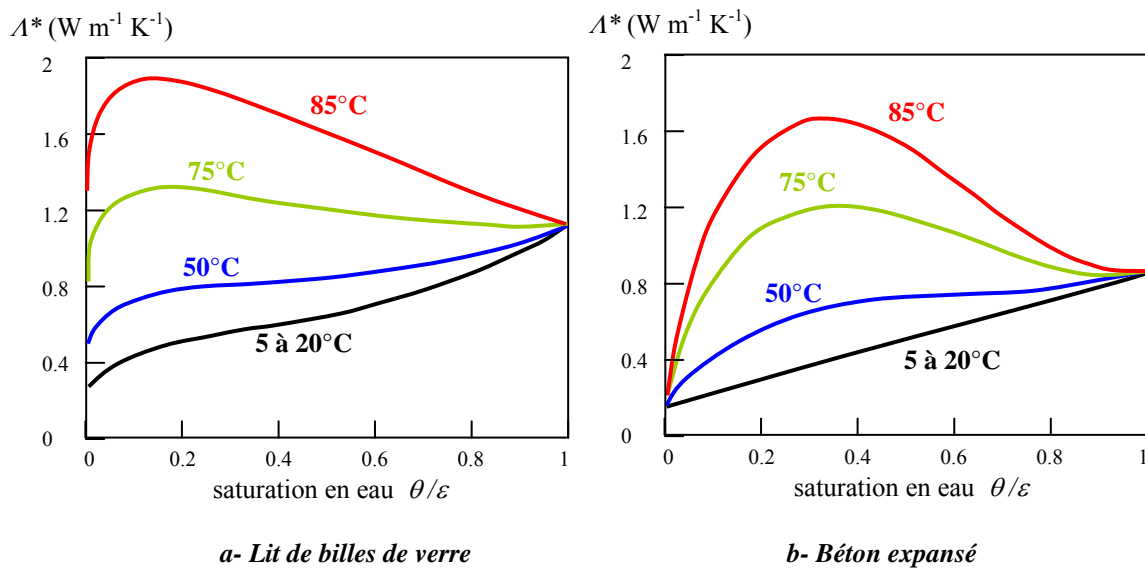 Λ* (W m⁻¹ K⁻¹)
2
1.6
1.2
0.8
0.4
0
85°C
75°C
50°C
5 à 20°C
0
0.2
0.4
0.6
0.8
1
saturation en eau θ/ε
a- Lit de billes de verre
Λ* (W m⁻¹ K⁻¹)
2
1.6
1.2
0.8
0.4
0
85°C
75°C
50°C
5 à 20°C
0
0.2
0.4
0.6
0.8
1
saturation en eau θ/ε
b- Béton expansé